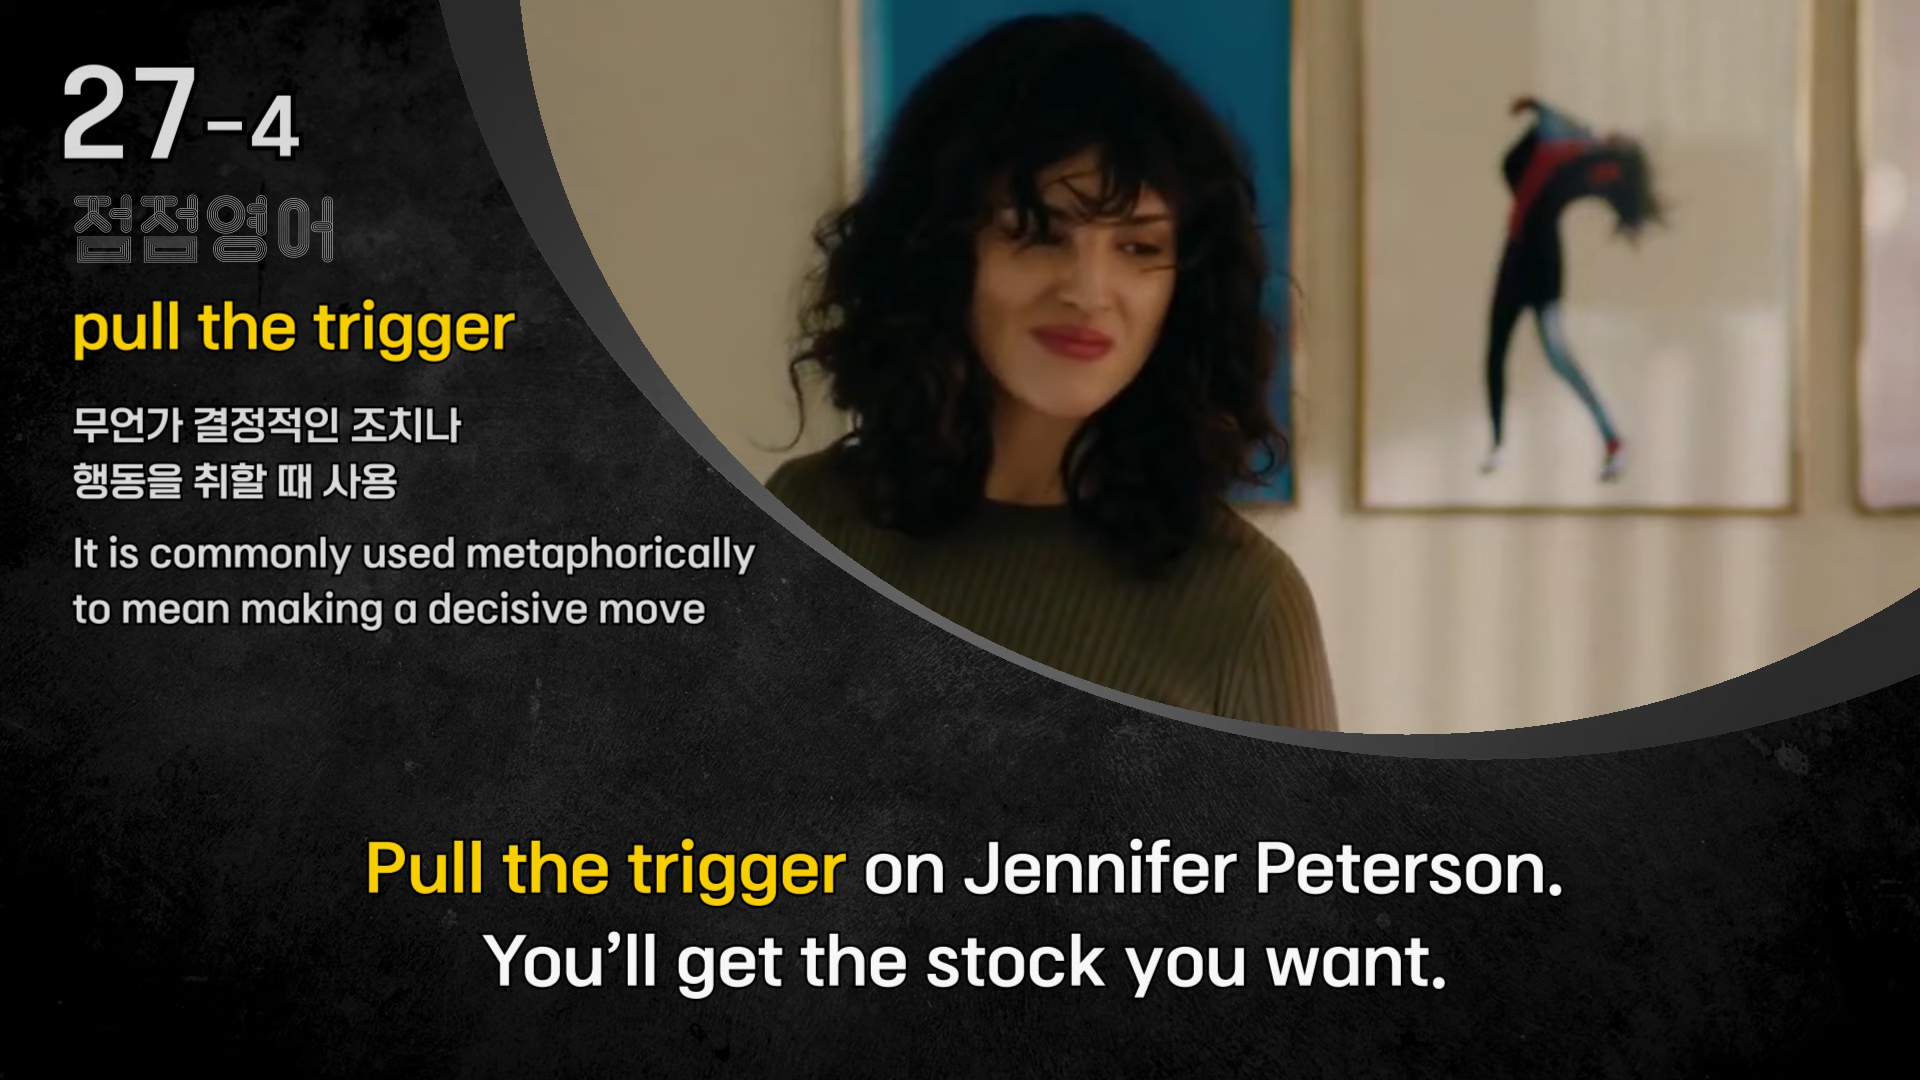 27-4
점점영어
pull the trigger
무언가 결정적인 조치나
행동을 취할 때 사용
It is commonly used metaphorically
to mean making a decisive move
Pull the trigger on Jennifer Peterson.
You’ll get the stock you want.